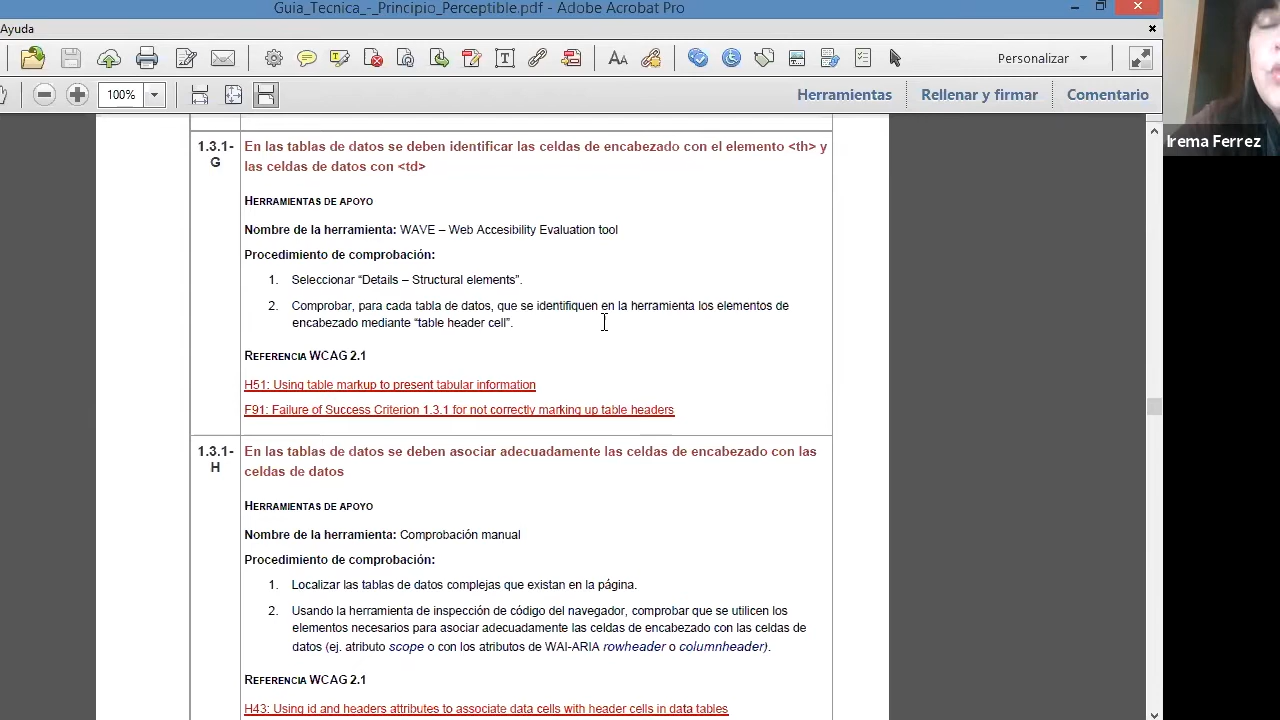 Guia_Tecnica_-_Principio_Perceptible.pdf - Adobe Acrobat Pro
Ayuda
Personalizar
100%
Herramientas
Rellenar y firmar
Comentario
Irema Ferrez
1.3.1-
G
En las tablas de datos se deben identificar las celdas de encabezado con el elemento <th> y
las celdas de datos con <td>
HERRAMIENTAS DE APOYO
Nombre de la herramienta: WAVE – Web Accesibility Evaluation tool
Procedimiento de comprobación:
1. Seleccionar “Details – Structural elements”.
2. Comprobar, para cada tabla de datos, que se identifiquen en la herramienta los elementos de
encabezado mediante “table header cell”.
REFERENCIA WCAG 2.1
H51: Using table markup to present tabular information
F91: Failure of Success Criterion 1.3.1 for not correctly marking up table headers
1.3.1-
H
En las tablas de datos se deben asociar adecuadamente las celdas de encabezado con las
celdas de datos
HERRAMIENTAS DE APOYO
Nombre de la herramienta: Comprobación manual
Procedimiento de comprobación:
1. Localizar las tablas de datos complejas que existan en la página.
2. Usando la herramienta de inspección de código del navegador, comprobar que se utilicen los
elementos necesarios para asociar adecuadamente las celdas de encabezado con las celdas de
datos (ej. atributo scope o con los atributos de WAI-ARIA rowheader o columnheader).
REFERENCIA WCAG 2.1
H43: Using id and headers attributes to associate data cells with header cells in data tables